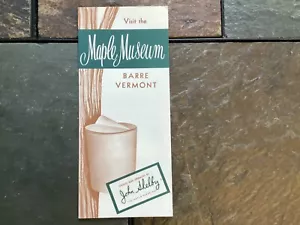 Visit the
Maple Museum
BARRE
VERMONT
John Shelby